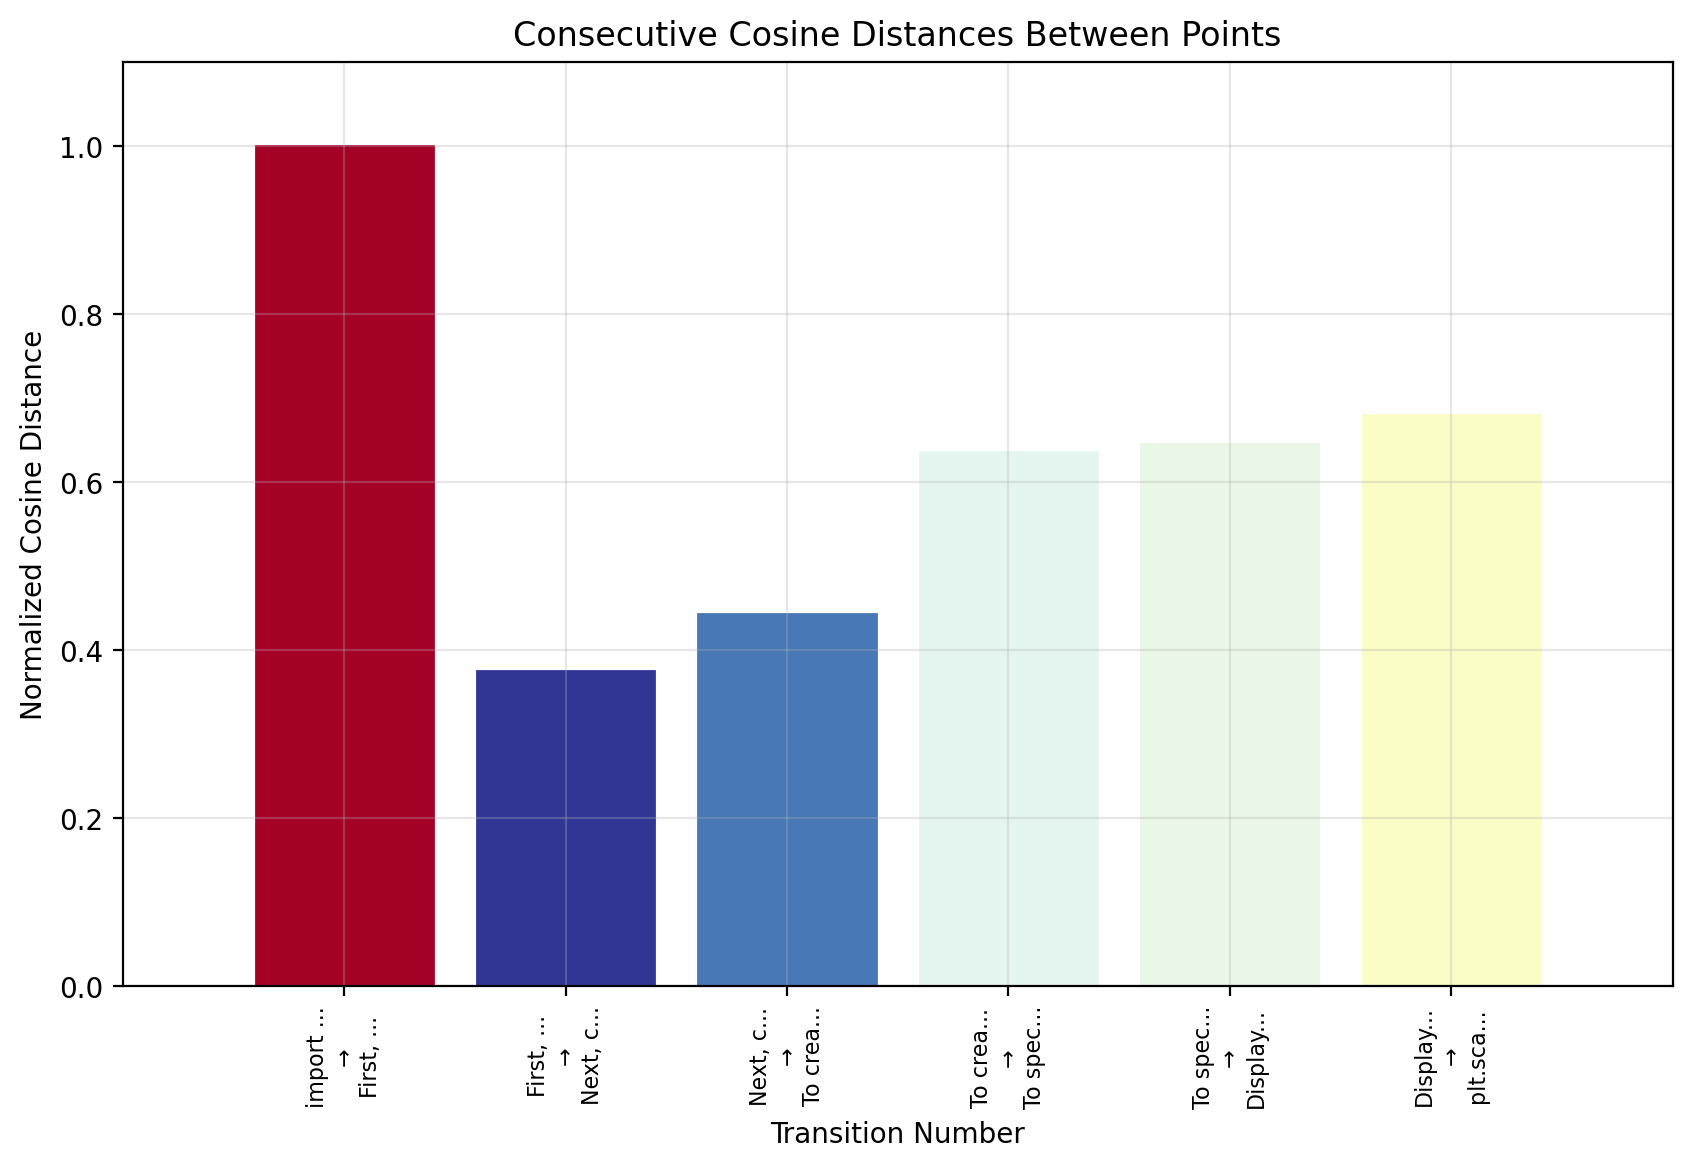 Consecutive Cosine Distances Between Points
Normalized Cosine Distance
1.0
0.8
0.6
0.4
0.2
0.0
import ...
→
First, ...
First, ...
→
Next, c...
Next, c...
→
To crea...
To crea...
→
To spec...
To spec...
→
Display...
Display...
→
plt.sca...
Transition Number